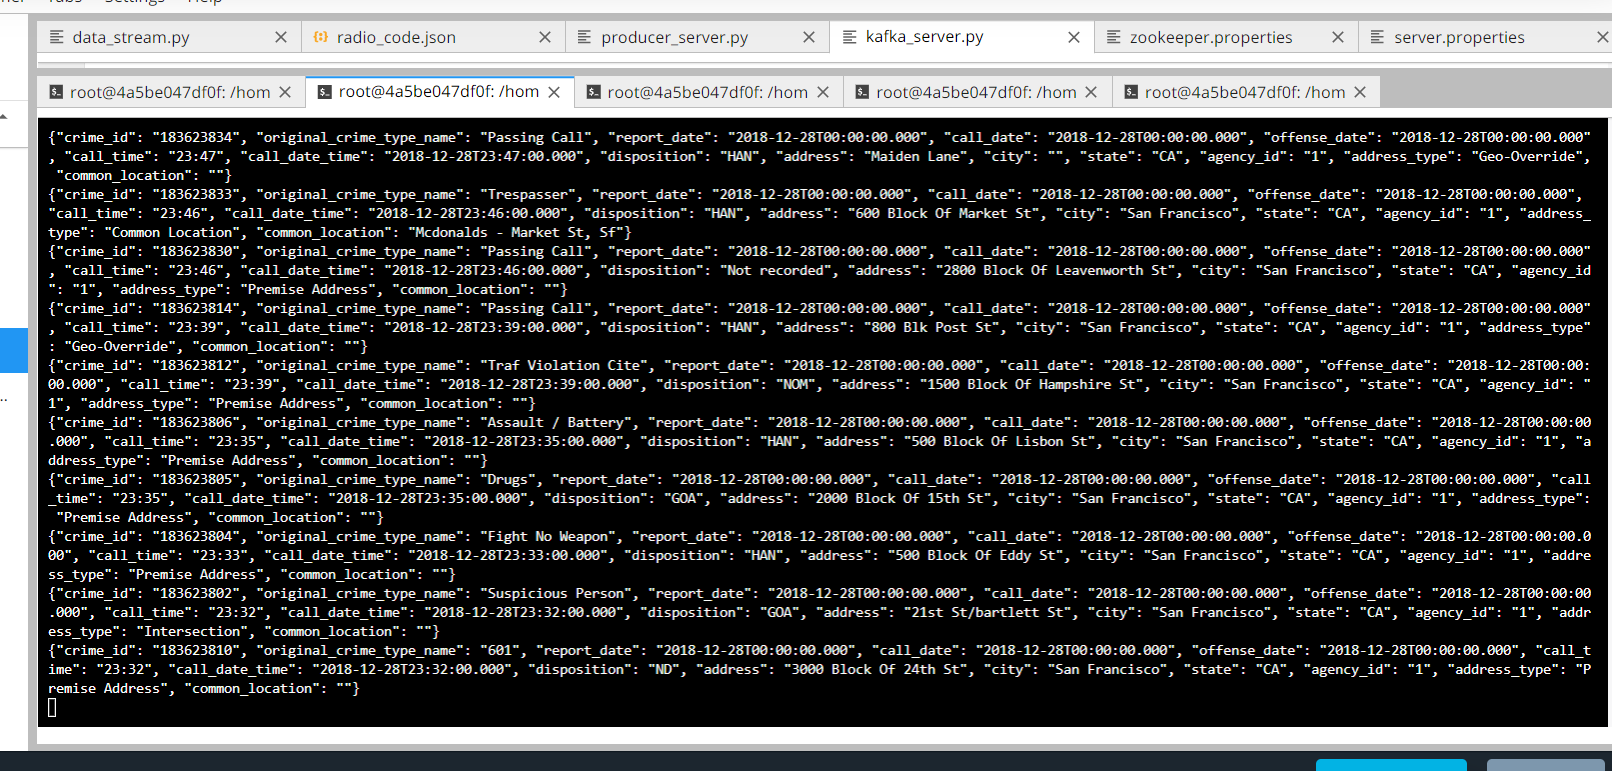 Tabs Settings Help
data_stream.py radio_code.json producer_server.py kafka_server.py zookeeper.properties server.properties
root@4a5be047df0f: /hom root@4a5be047df0f: /hom root@4a5be047df0f: /hom root@4a5be047df0f: /hom root@4a5be047df0f: /hom
{"crime_id": "183623834", "original_crime_type_name": "Passing Call", "report_date": "2018-12-28T00:00:00.000", "call_date": "2018-12-28T00:00:00.000", "offense_date": "2018-12-28T00:00:00.000"
, "call_time": "23:47", "call_date_time": "2018-12-28T23:47:00.000", "disposition": "HAN", "address": "Maiden Lane", "city": "", "state": "CA", "agency_id": "1", "address_type": "Geo-Override",
"common_location": ""}
{"crime_id": "183623833", "original_crime_type_name": "Trespasser", "report_date": "2018-12-28T00:00:00.000", "call_date": "2018-12-28T00:00:00.000", "offense_date": "2018-12-28T00:00:00.000",
"call_time": "23:46", "call_date_time": "2018-12-28T23:46:00.000", "disposition": "HAN", "address": "600 Block Of Market St", "city": "San Francisco", "state": "CA", "agency_id": "1", "address_
type": "Common Location", "common_location": "Mcdonalds - Market St, Sf"}
{"crime_id": "183623830", "original_crime_type_name": "Passing Call", "report_date": "2018-12-28T00:00:00.000", "call_date": "2018-12-28T00:00:00.000", "offense_date": "2018-12-28T00:00:00.000"
, "call_time": "23:46", "call_date_time": "2018-12-28T23:46:00.000", "disposition": "Not recorded", "address": "2800 Block Of Leavenworth St", "city": "San Francisco", "state": "CA", "agency_id
": "1", "address_type": "Premise Address", "common_location": ""}
{"crime_id": "183623814", "original_crime_type_name": "Passing Call", "report_date": "2018-12-28T00:00:00.000", "call_date": "2018-12-28T00:00:00.000", "offense_date": "2018-12-28T00:00:00.000"
, "call_time": "23:39", "call_date_time": "2018-12-28T23:39:00.000", "disposition": "HAN", "address": "800 Blk Post St", "city": "San Francisco", "state": "CA", "agency_id": "1", "address_type"
: "Geo-Override", "common_location": ""}
{"crime_id": "183623812", "original_crime_type_name": "Traf Violation Cite", "report_date": "2018-12-28T00:00:00.000", "call_date": "2018-12-28T00:00:00.000", "offense_date": "2018-12-28T00:00:
00.000", "call_time": "23:39", "call_date_time": "2018-12-28T23:39:00.000", "disposition": "NOM", "address": "1500 Block Of Hampshire St", "city": "San Francisco", "state": "CA", "agency_id": "
1", "address_type": "Premise Address", "common_location": ""}
{"crime_id": "183623806", "original_crime_type_name": "Assault / Battery", "report_date": "2018-12-28T00:00:00.000", "call_date": "2018-12-28T00:00:00.000", "offense_date": "2018-12-28T00:00:00
.000", "call_time": "23:35", "call_date_time": "2018-12-28T23:35:00.000", "disposition": "HAN", "address": "500 Block Of Lisbon St", "city": "San Francisco", "state": "CA", "agency_id": "1", "a
ddress_type": "Premise Address", "common_location": ""}
{"crime_id": "183623805", "original_crime_type_name": "Drugs", "report_date": "2018-12-28T00:00:00.000", "call_date": "2018-12-28T00:00:00.000", "offense_date": "2018-12-28T00:00:00.000", "call
_time": "23:35", "call_date_time": "2018-12-28T23:35:00.000", "disposition": "GOA", "address": "2000 Block Of 15th St", "city": "San Francisco", "state": "CA", "agency_id": "1", "address_type":
"Premise Address", "common_location": ""}
{"crime_id": "183623804", "original_crime_type_name": "Fight No Weapon", "report_date": "2018-12-28T00:00:00.000", "call_date": "2018-12-28T00:00:00.000", "offense_date": "2018-12-28T00:00:00.0
00", "call_time": "23:33", "call_date_time": "2018-12-28T23:33:00.000", "disposition": "HAN", "address": "500 Block Of Eddy St", "city": "San Francisco", "state": "CA", "agency_id": "1", "addre
ss_type": "Premise Address", "common_location": ""}
{"crime_id": "183623802", "original_crime_type_name": "Suspicious Person", "report_date": "2018-12-28T00:00:00.000", "call_date": "2018-12-28T00:00:00.000", "offense_date": "2018-12-28T00:00:00
.000", "call_time": "23:32", "call_date_time": "2018-12-28T23:32:00.000", "disposition": "GOA", "address": "21st St/bartlett St", "city": "San Francisco", "state": "CA", "agency_id": "1", "addr
ess_type": "Intersection", "common_location": ""}
{"crime_id": "183623810", "original_crime_type_name": "601", "report_date": "2018-12-28T00:00:00.000", "call_date": "2018-12-28T00:00:00.000", "offense_date": "2018-12-28T00:00:00.000", "call_t
ime": "23:32", "call_date_time": "2018-12-28T23:32:00.000", "disposition": "ND", "address": "3000 Block Of 24th St", "city": "San Francisco", "state": "CA", "agency_id": "1", "address_type": "P
remise Address", "common_location": ""}